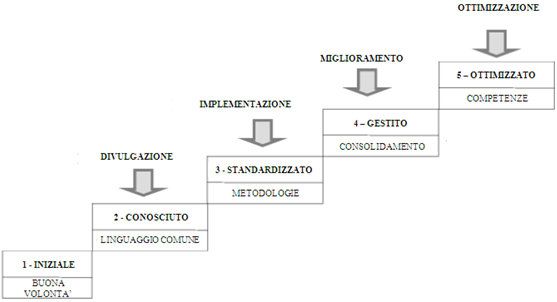 OTTIMIZZAZIONE
MIGLIORAMENTO
5 – OTTIMIZZATO
COMPETENZE
IMPLEMENTAZIONE
4 – GESTITO
CONSOLIDAMENTO
DIVULGAZIONE
3 - STANDARDIZZATO
METODOLOGIE
2 - CONOSCIUTO
LINGUAGGIO COMUNE
1 - INIZIALE
BUONA
VOLONTA'